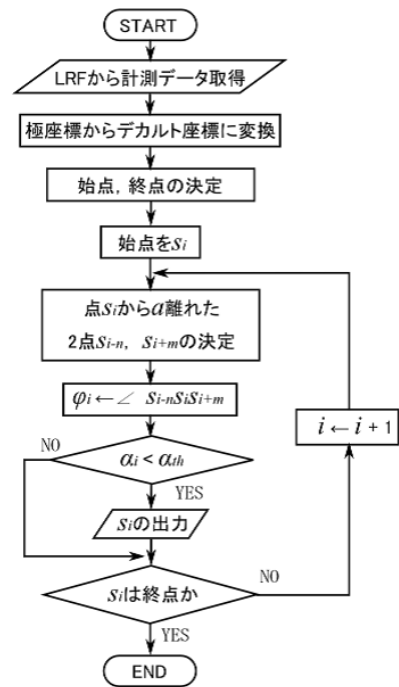 START
LRFから計測データ取得
極座標からデカルト座標に変換
始点，終点の決定
始点をsi
点siからa離れた
2点si-n, si+mの決定
φi←∠ si-nsisi+m
i ← i + 1
NO
αi < αth
YES
siの出力
siは終点か
NO
YES
END